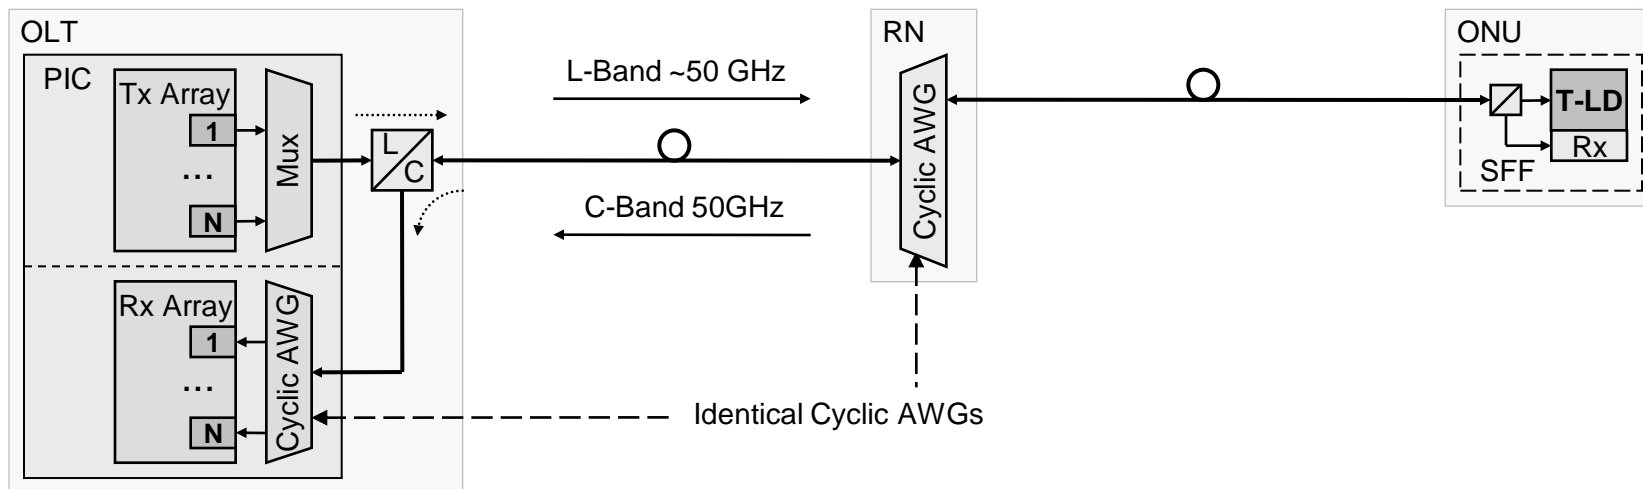 OLT
PIC
Tx Array
1
...
N
Mux
L
C
Rx Array
1
...
N
Cyclic AWG
L-Band ~50 GHz
C-Band 50GHz
RN
Cyclic AWG
Identical Cyclic AWGs
ONU
T-LD
Rx
SFF